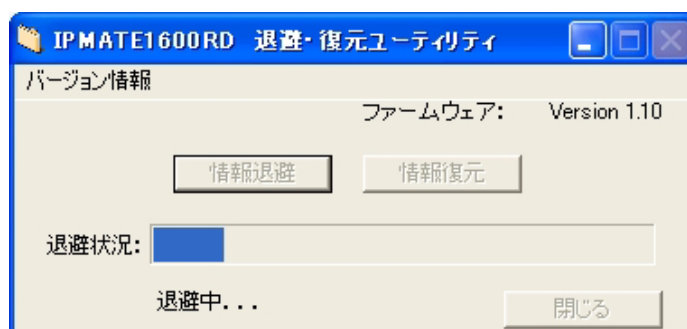 IPMATE1600RD 退避・復元ユーティリティ
バージョン情報
ファームウェア: Version 1.10
情報退避 情報復元
退避状況:
退避中... 閉じる